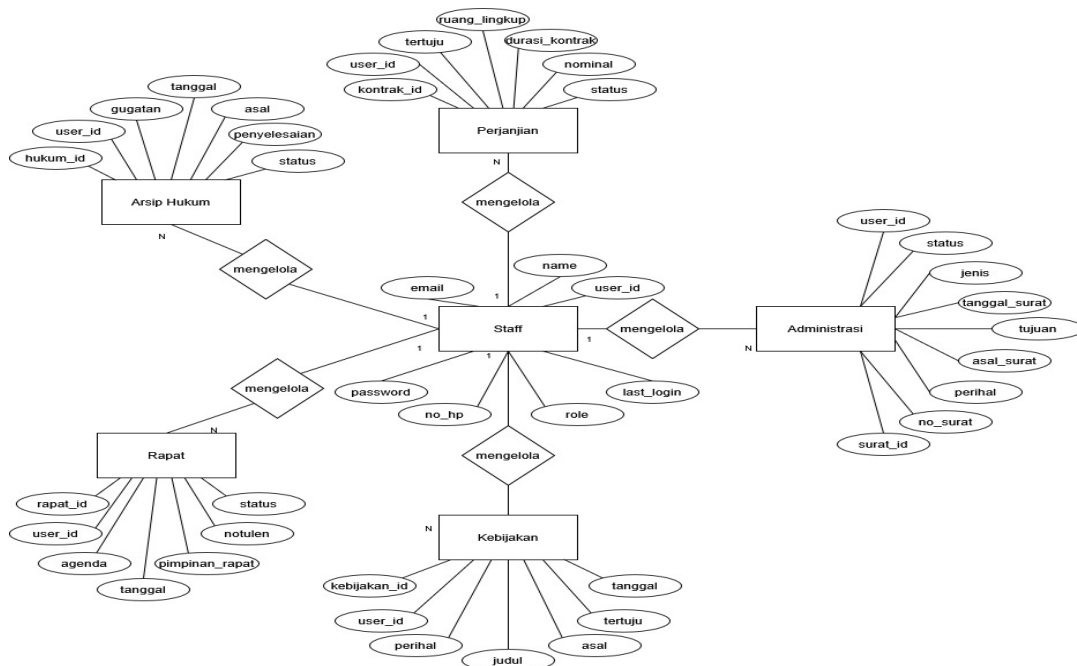 ruang_lingkup
tertuju
durasi_kontrak
user_id
nominal
kontrak_id
status
Perjanjian
N
mengelola
tanggal
gugatan
asal
user_id
penyelesaian
hukum_id
status
Arsip Hukum
N
mengelola
name
email
user_id
1
1
Staff
1
1
1
mengelola
N
password
last_login
no_hp
role
user_id
status
jenis
tanggal_surat
tujuan
Administrasi
asal_surat
perihal
no_surat
surat_id
mengelola
N
Rapat
rapat_id
status
user_id
notulen
agenda
pimpinan_rapat
tanggal
mengelola
N
Kebijakan
kebijakan_id
tanggal
user_id
tertuju
perihal
asal
judul